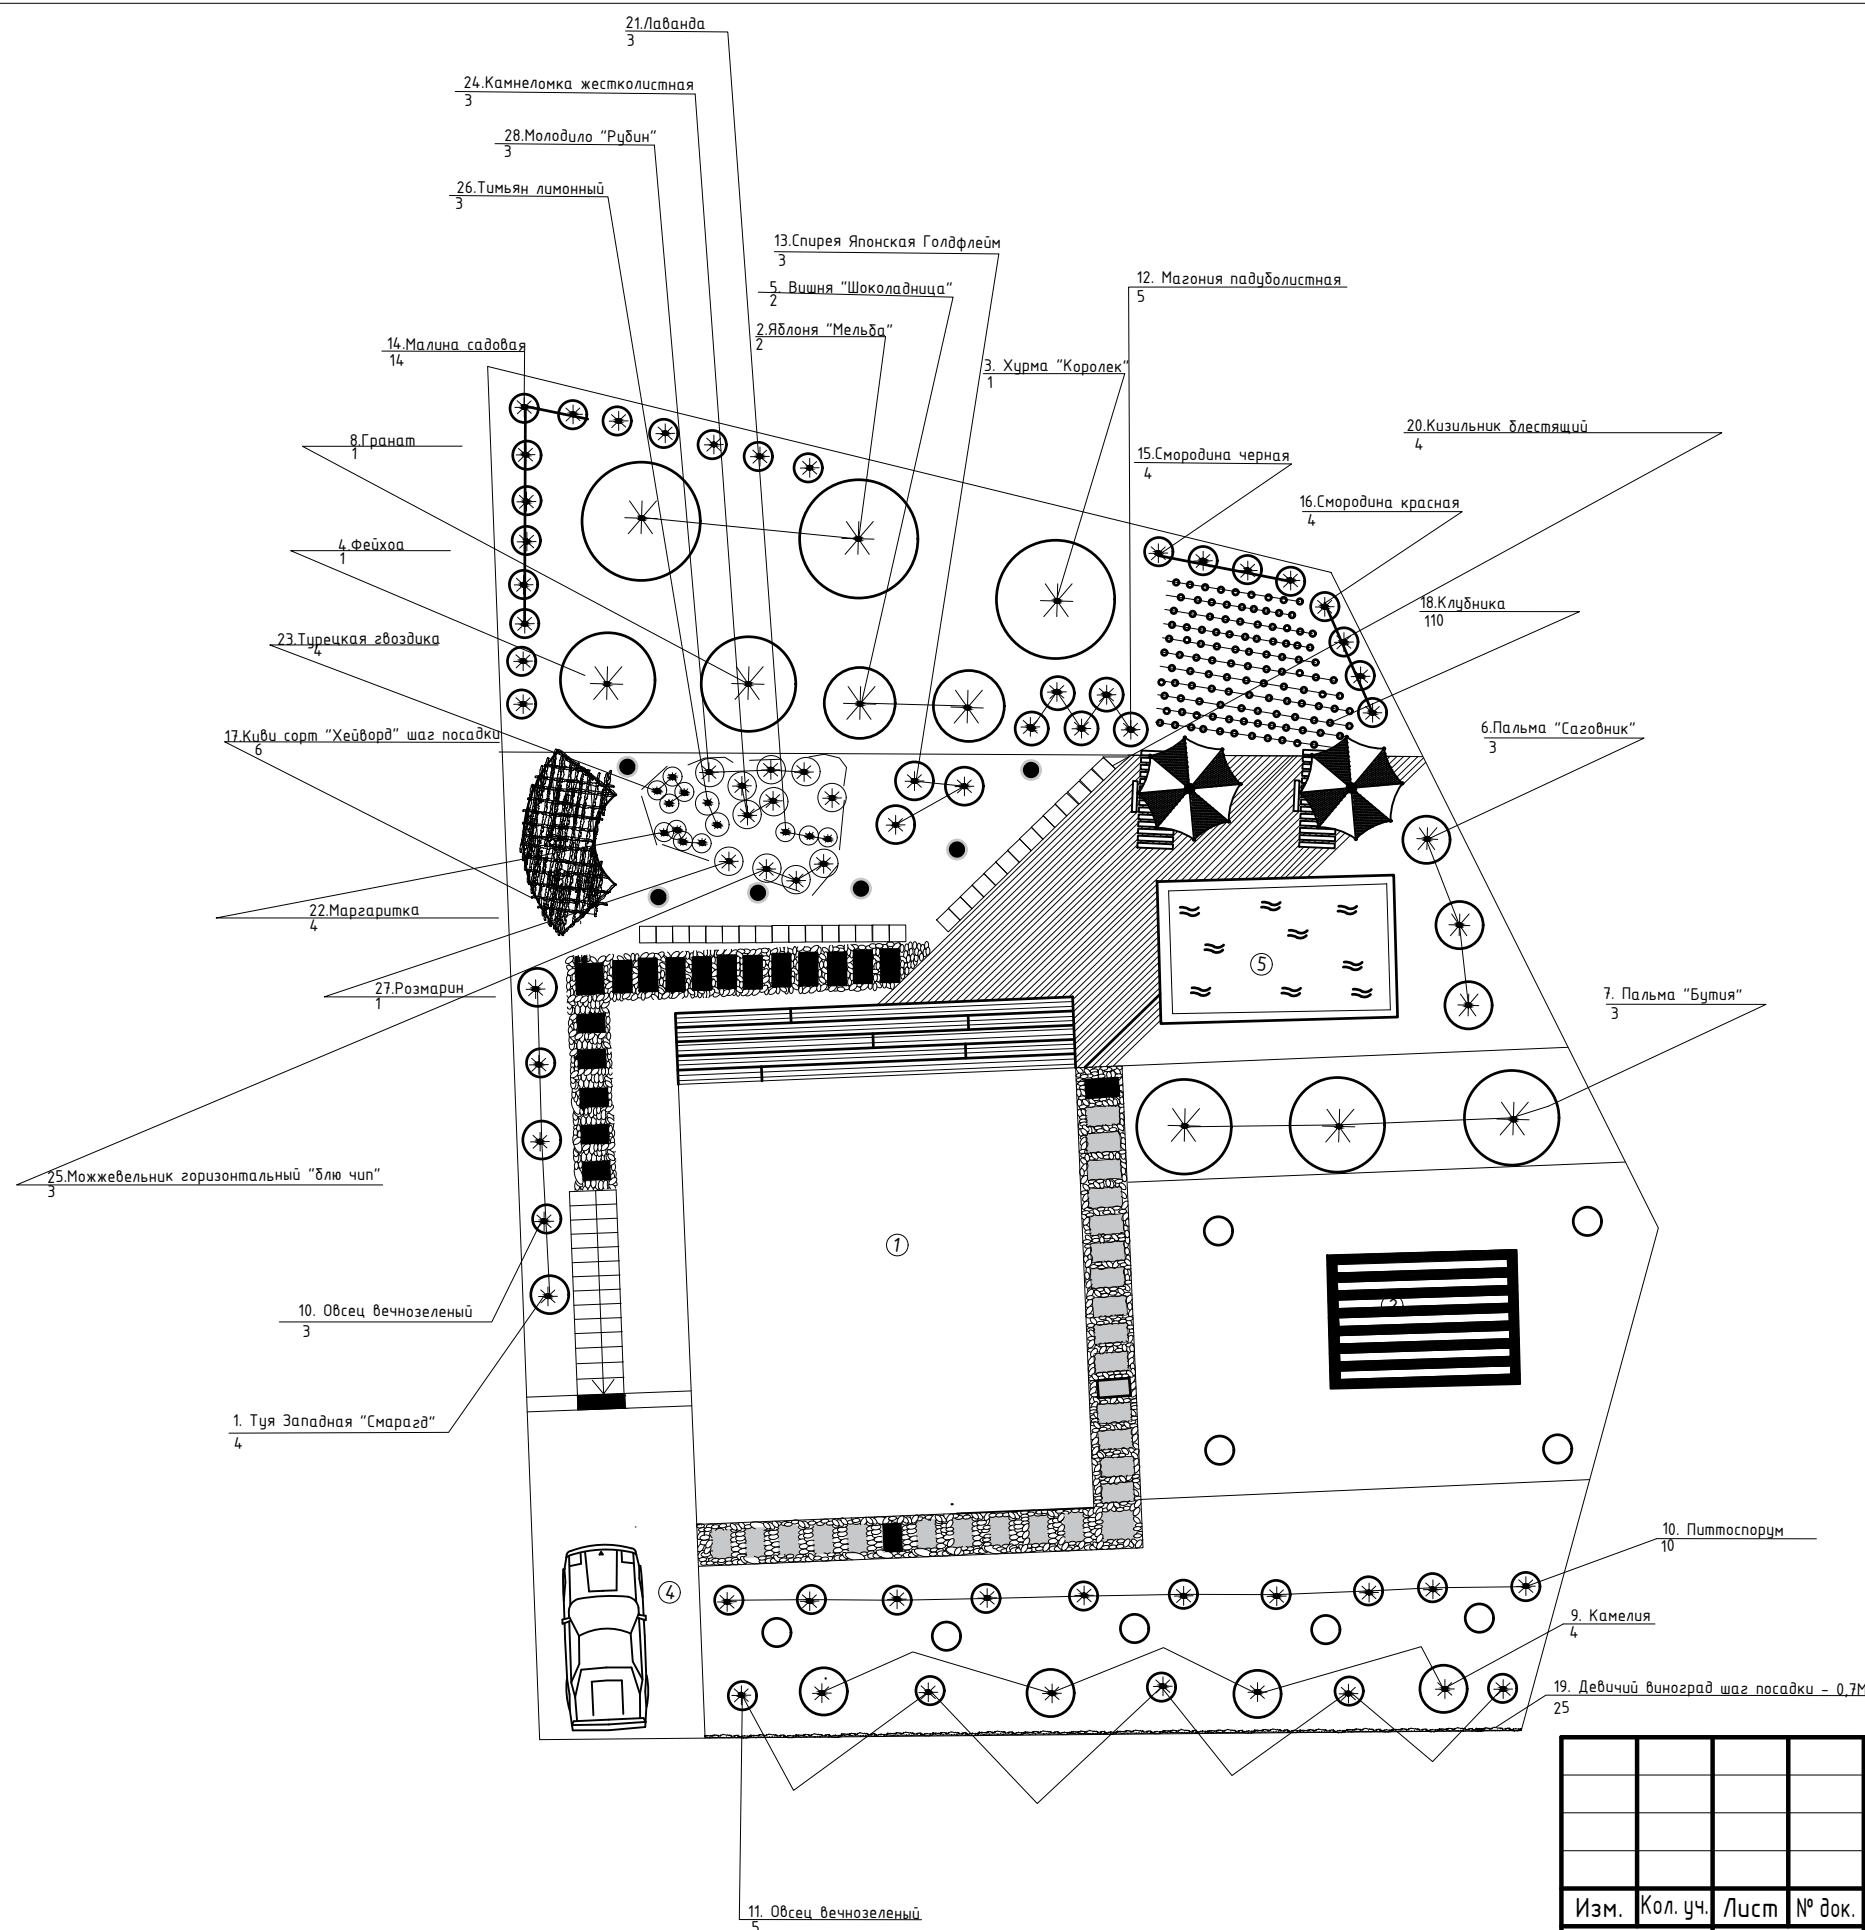 21.Лаванда
3
24.Камнеломка жестколистная
3
28.Молодило "Рубин"
3
26.Тимьян лимонный
3
13.Спирея Японская Голдфлейм
3
5. Вишня "Шоколадница"
2
2.Яблоня "Мельба"
2
12. Магония падуболистная
5
14.Малина садовая
14
3. Хурма "Королек"
1
8.Гранат
1
20.Кизильник блестящий
4
15.Смородина черная
4
16.Смородина красная
4
4.Фейхоа
1
18.Клубника
110
23.Турецкая гвоздика
4
17.Киви сорт "Хейворд" шаг посадки
6
6.Пальма "Саговник"
3
22.Маргаритка
4
5
27.Розмарин
1
7. Пальма "Бутия"
3
25.Можжевельник горизонтальный "блю чип"
3
1
10. Овсец вечнозеленый
3
1. Туя Западная "Смарагд"
4
10. Питтоспорум
10
4
9. Камелия
4
19. Девичий виноград шаг посадки - 0,7М
25
11. Овсец вечнозеленый
5
Изм. Кол. уч. Лист № док.